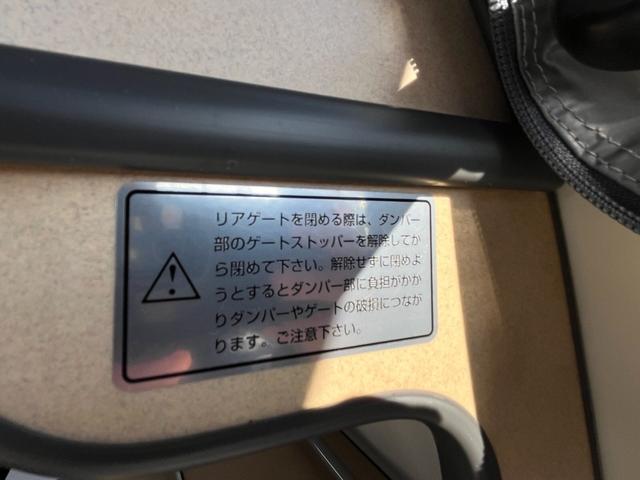 リアゲートを閉める際は、ダンパー
部のゲートストッパーを解除してか
ら閉めて下さい。解除せずに閉めよ
うとするとダンパー部に負担がかか
りダンパーやゲートの破損につなが
ります。ご注意下さい。